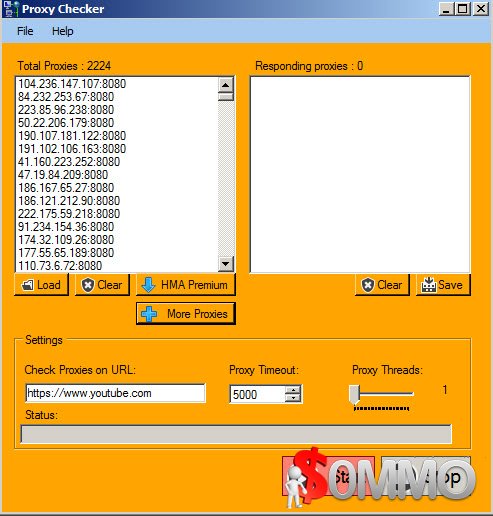 Proxy Checker
File Help
Total Proxies : 2224
Responding proxies : 0
104.236.147.107:8080
84.232.253.67:8080
223.85.96.238:8080
50.22.206.179:8080
190.107.181.122:8080
191.102.106.163:8080
41.160.223.252:8080
47.19.84.209:8080
186.167.65.27:8080
186.121.212.90:8080
222.175.59.218:8080
91.234.154.36:8080
174.32.109.26:8080
177.55.65.189:8080
110.73.6.72:8080
Load Clear HMA Premium
Clear Save
More Proxies
Settings
Check Proxies on URL: Proxy Timeout: Proxy Threads:
https://www.youtube.com 5000 1
Status:
$OMMO